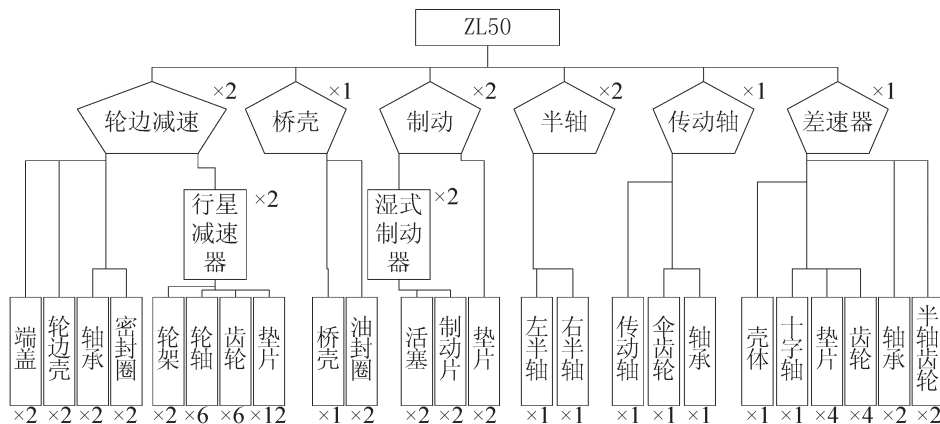 ZL50
轮边减速
×2
桥壳
×1
制动
×2
半轴
×2
传动轴
×1
差速器
×1
行星
减速
器
×2
湿式
制动
器
×2
端盖
轮边壳
轴承
密封圈
轮架
轮轴
齿轮
垫片
桥壳
油封圈
活塞
制动片
垫片
左半轴
右半轴
传动轴
伞齿轮
轴承
壳体
十字轴
垫片
齿轮
轴承
半轴齿轮
×2 ×2 ×2 ×2 ×2 ×6 ×6 ×12 ×1 ×2 ×2 ×2 ×2 ×1 ×1 ×1 ×1 ×1 ×1 ×1 ×4 ×4 ×2 ×2